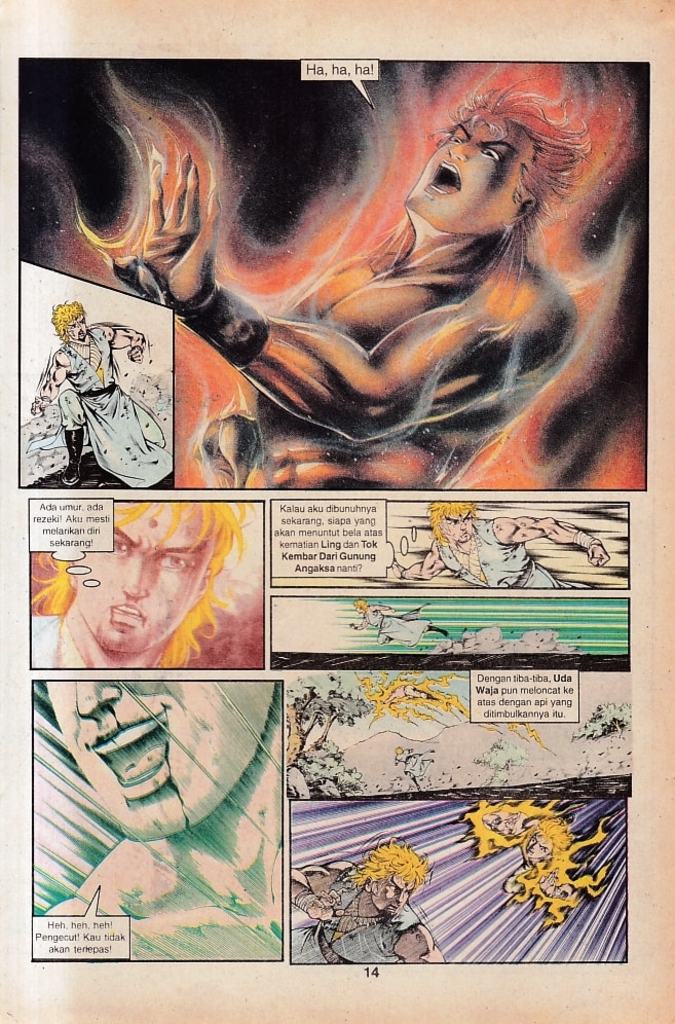 Ha, ha, ha!
Ada umur, ada
rezeki! Aku mesti
melarikan diri
sekarang!
Kalau aku dibunuhnya
sekarang, siapa yang
akan menuntut bela atas
kematian Ling dan Tok
Kembar Dari Gunung
Angaksa nanti?
Dengan tiba-tiba, Uda
Waja pun meloncat ke
atas dengan api yang
ditimbulkannya itu.
Heh, heh, heh!
Pengecut! Kau tidak
akan terlepas!
14